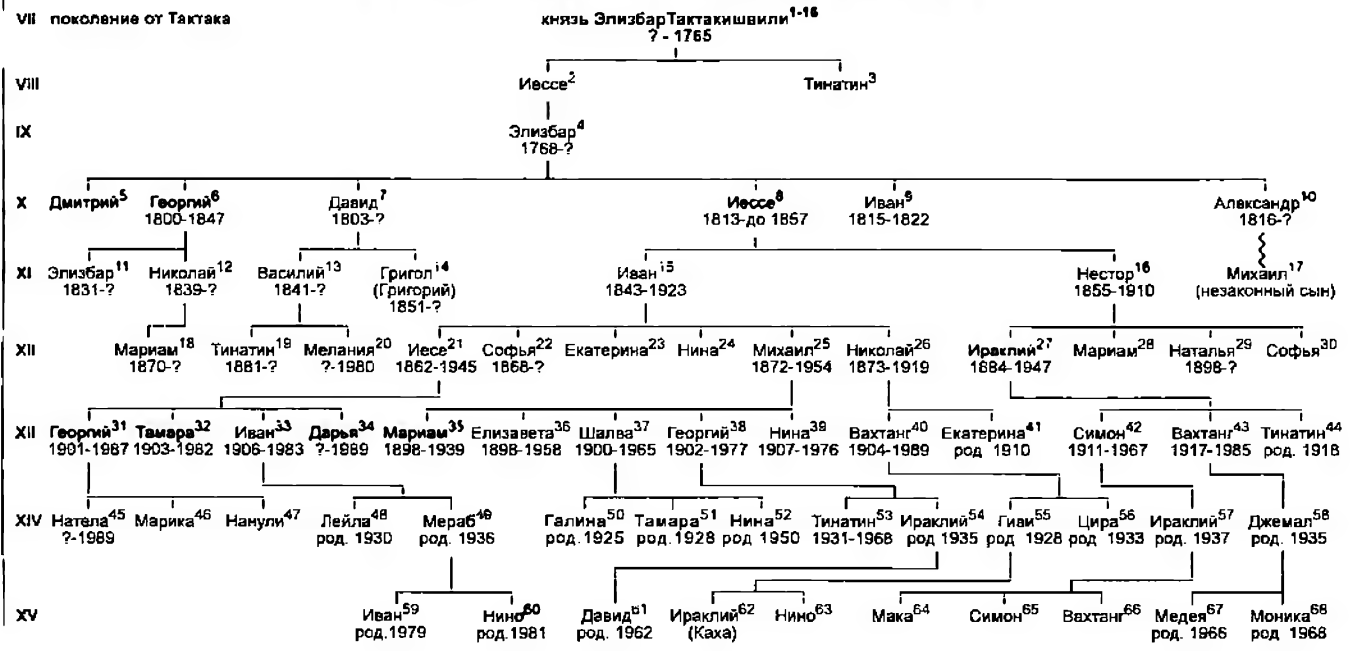 VII поколение от Тактака князь Элизбар Тактакишвили 1-16
? - 1765
VIII Иессе 2 Тинатин 3
IX Элизбар 4
1768-?
X Дмитрий 5 Георгий 6 Давид 7 Иессе 8 Иван 9 Александр 10
1800-1847 1803-? 1813-до 1857 1815-1822 1816-?
XI Элизбар 11 Николай 12 Василий 13 Григол 14 Иван 15 Нестор 16 Михаил 17
1831-? 1839-? 1841-? (Григорий) 1843-1923 1855-1910 (незаконный сын)
1851-?
XII Мариам 18 Тинатин 19 Мелания 20 Иесе 21 Софья 22 Екатерина 23 Нина 24 Михаил 25 Николай 26 Ираклий 27 Мариам 28 Наталья 29 Софья 30
1870-? 1881-? ?-1980 1862-1945 1868-? 1872-1954 1873-1919 1884-1947 1898-?
XII Георгий 31 Тамара 32 Иван 33 Дарья 34 Мариам 35 Елизавета 36 Шалва 37 Георгий 38 Нина 39 Вахтанг 40 Екатерина 41 Симон 42 Вахтанг 43 Тинатин 44
1901-1987 1903-1982 1906-1983 ?-1989 1898-1939 1898-1958 1900-1965 1902-1977 1907-1976 1904-1989 род 1910 1911-1967 1917-1985 род. 1918
XIV Натела 45 Марика 46 Нанули 47 Лейла 48 Мераб 49 Галина 50 Тамара 51 Нина 52 Тинатин 53 Ираклий 54 Гиви 55 Цира 56 Ираклий 57 Джемал 58
?-1989 род. 1930 род. 1936 род.1925 род.1928 род 1950 1931-1968 род 1935 род 1928 род 1933 род. 1937 род. 1935
XV Иван 59 Нино 60 Давид 61 Ираклий 62 Нино 63 Мака 64 Симон 65 Вахтанг 66 Медея 67 Моника 68
род.1979 род.1981 род. 1962 (Каха) род. 1966 род 1968